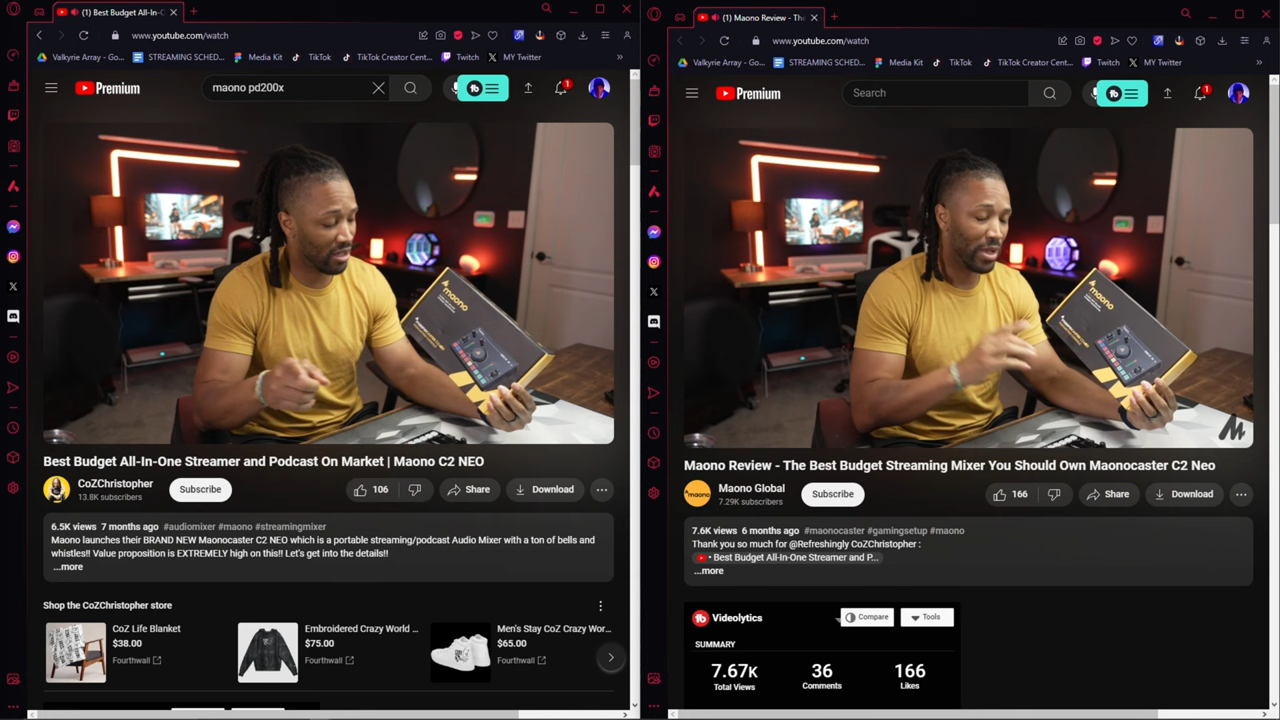 (1) Best Budget All-In-O
www.youtube.com/watch
Valkyrie Array - Go...
STREAMING SCHED...
Media Kit
TikTok
TikTok Creator Cent...
Twitch
MY Twitter
Premium
maono pd200x
1
maono
Best Budget All-In-One Streamer and Podcast On Market | Maono C2 NEO
CoZChristopher
13.8K subscribers
Subscribe
106
Share
Download
6.5K views 7 months ago #audiomixer #maono #streamingmixer
Maono launches their BRAND NEW Maonocaster C2 NEO which is a portable streaming/podcast Audio Mixer with a ton of bells and
whistles!! Value proposition is EXTREMELY high on this!! Let's get into the details!!
...more
Shop the CoZChristopher store
CoZ Life Blanket
$38.00
Fourthwall
Embroidered Crazy World ...
$75.00
Fourthwall
Men's Stay CoZ Crazy Wor...
$65.00
Fourthwall
(1) Maono Review - The
www.youtube.com/watch
Valkyrie Array - Go...
STREAMING SCHED...
Media Kit
TikTok
TikTok Creator Cent...
Twitch
MY Twitter
Premium
Search
1
maono
Maono Review - The Best Budget Streaming Mixer You Should Own Maonocaster C2 Neo
maono
Maono Global
7.29K subscribers
Subscribe
166
Share
Download
7.6K views 6 months ago #maonocaster #gamingsetup #maono
Thank you so much for @Refreshingly CoZChristopher :
• Best Budget All-In-One Streamer and P...
...more
Videolytics
Compare
Tools
SUMMARY
7.67K
Total Views
36
Comments
166
Likes